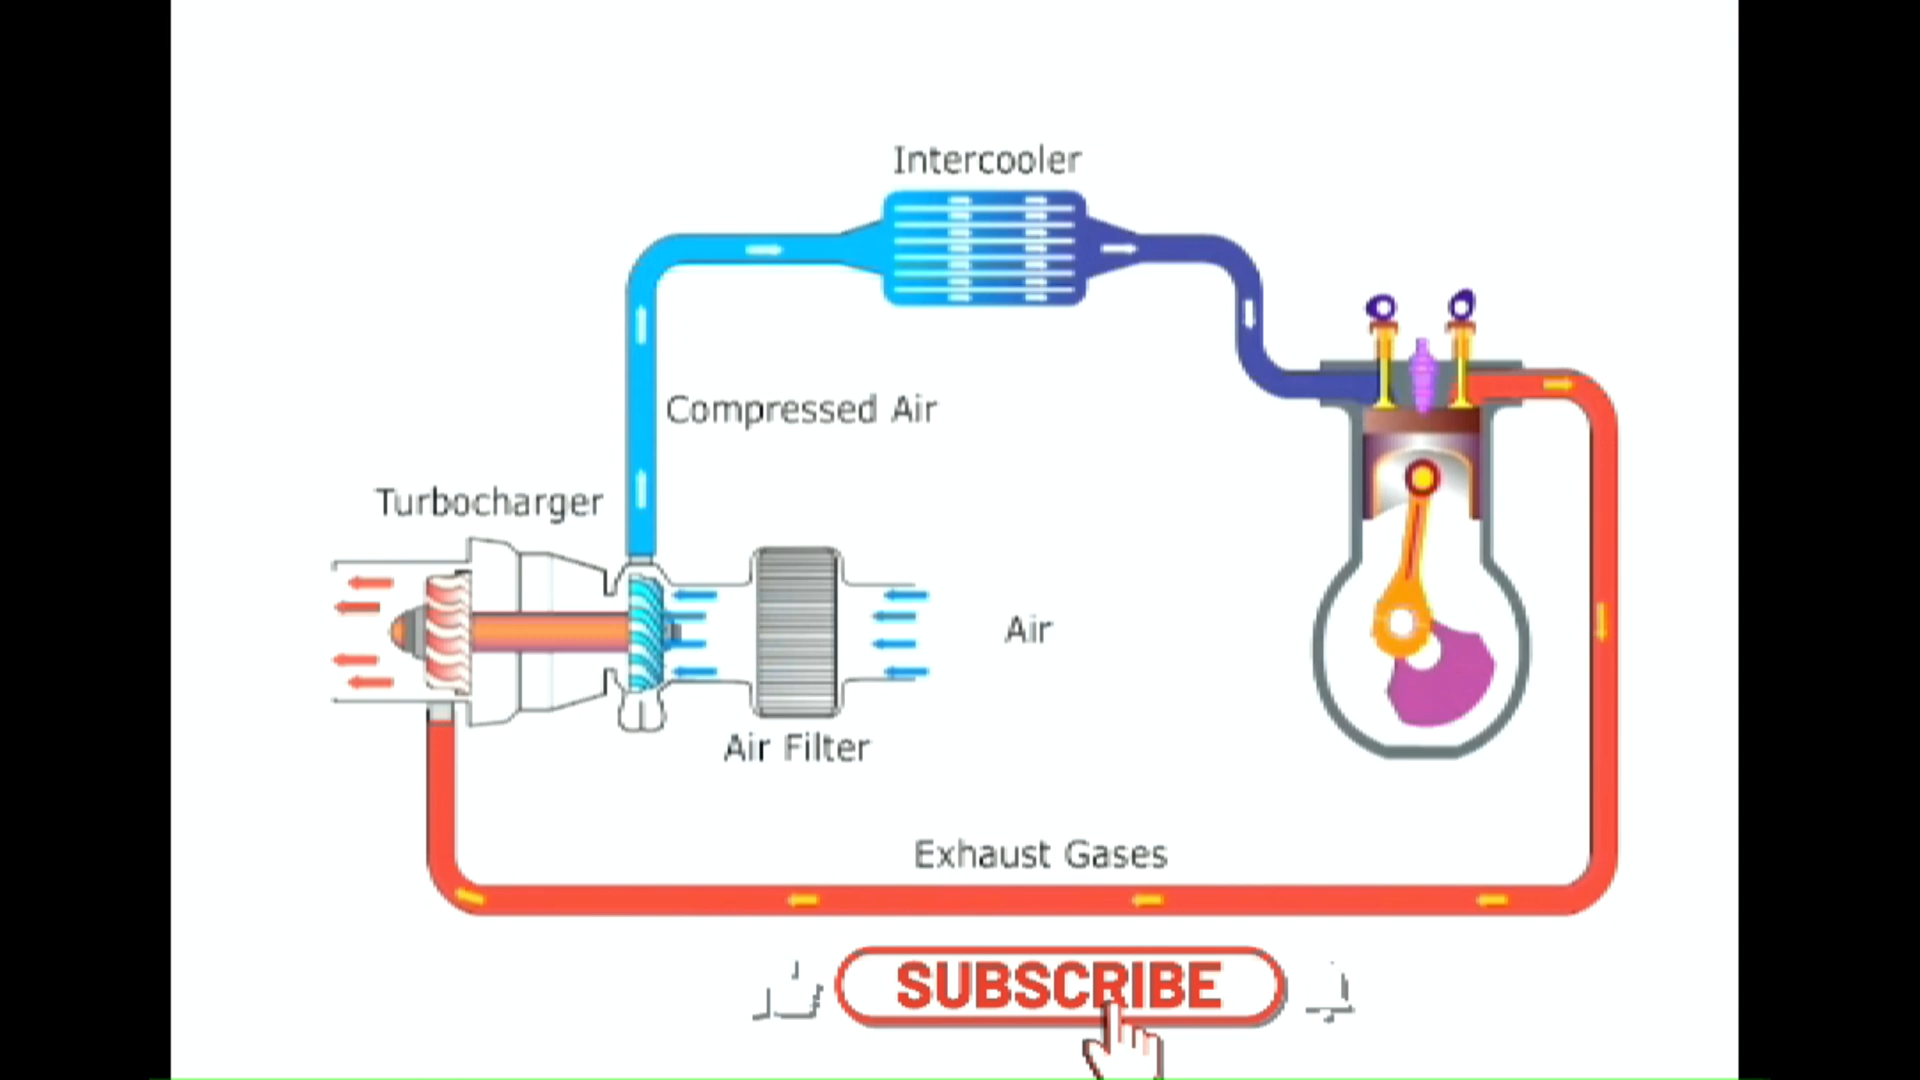 Intercooler
Compressed Air
Turbocharger
Air
Air Filter
Exhaust Gases
SUBSCRIBE